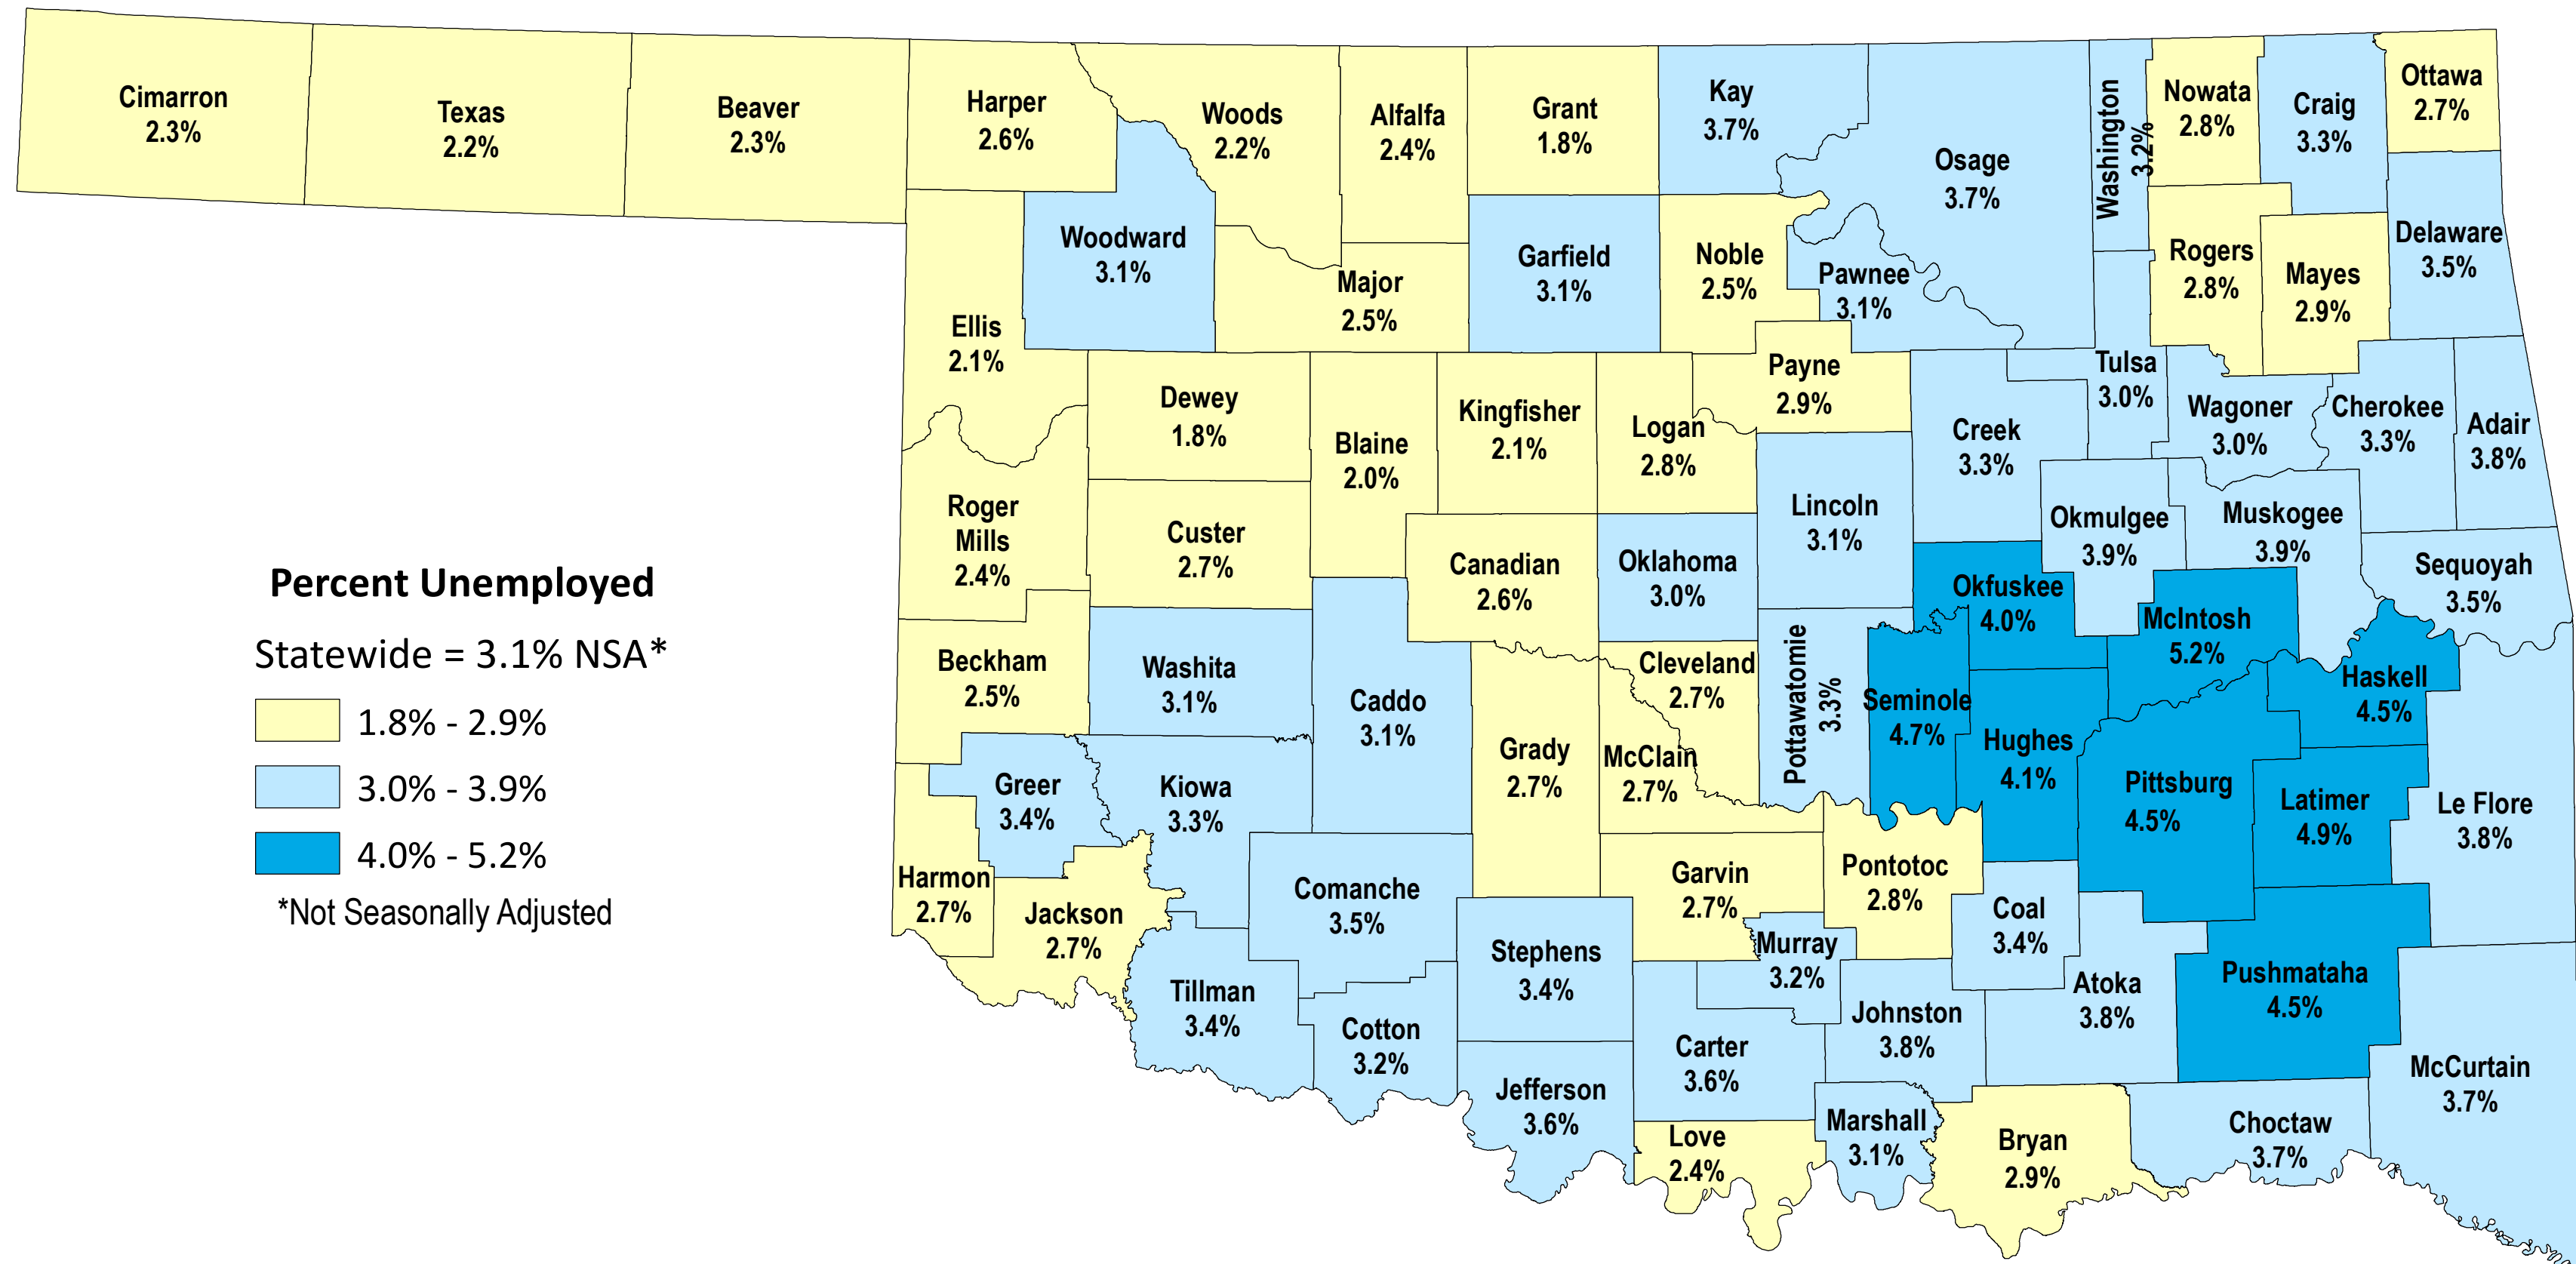 Cimarron
2.3%
Texas
2.2%
Beaver
2.3%
Harper
2.6%
Woods
2.2%
Alfalfa
2.4%
Grant
1.8%
Kay
3.7%
Osage
3.7%
Washington
3.2%
Nowata
2.8%
Craig
3.3%
Ottawa
2.7%
Woodward
3.1%
Major
2.5%
Garfield
3.1%
Noble
2.5%
Pawnee
3.1%
Rogers
2.8%
Mayes
2.9%
Delaware
3.5%
Ellis
2.1%
Dewey
1.8%
Blaine
2.0%
Kingfisher
2.1%
Logan
2.8%
Payne
2.9%
Creek
3.3%
Tulsa
3.0%
Wagoner
3.0%
Cherokee
3.3%
Adair
3.8%
Roger
Mills
2.4%
Custer
2.7%
Canadian
2.6%
Oklahoma
3.0%
Lincoln
3.1%
Okmulgee
3.9%
Muskogee
3.9%
Sequoyah
3.5%
Okfuskee
4.0%
McIntosh
5.2%
Percent Unemployed
Statewide = 3.1% NSA*
1.8% - 2.9%
3.0% - 3.9%
4.0% - 5.2%
*Not Seasonally Adjusted
Beckham
2.5%
Washita
3.1%
Caddo
3.1%
Grady
2.7%
McClain
2.7%
Cleveland
2.7%
Pottawatomie
3.3%
Seminole
4.7%
Hughes
4.1%
Pittsburg
4.5%
Haskell
4.5%
Latimer
4.9%
Le Flore
3.8%
Greer
3.4%
Kiowa
3.3%
Harmon
2.7%
Jackson
2.7%
Comanche
3.5%
Garvin
2.7%
Pontotoc
2.8%
Coal
3.4%
Stephens
3.4%
Murray
3.2%
Tillman
3.4%
Cotton
3.2%
Johnston
3.8%
Atoka
3.8%
Pushmataha
4.5%
Jefferson
3.6%
Carter
3.6%
McCurtain
3.7%
Love
2.4%
Marshall
3.1%
Bryan
2.9%
Choctaw
3.7%